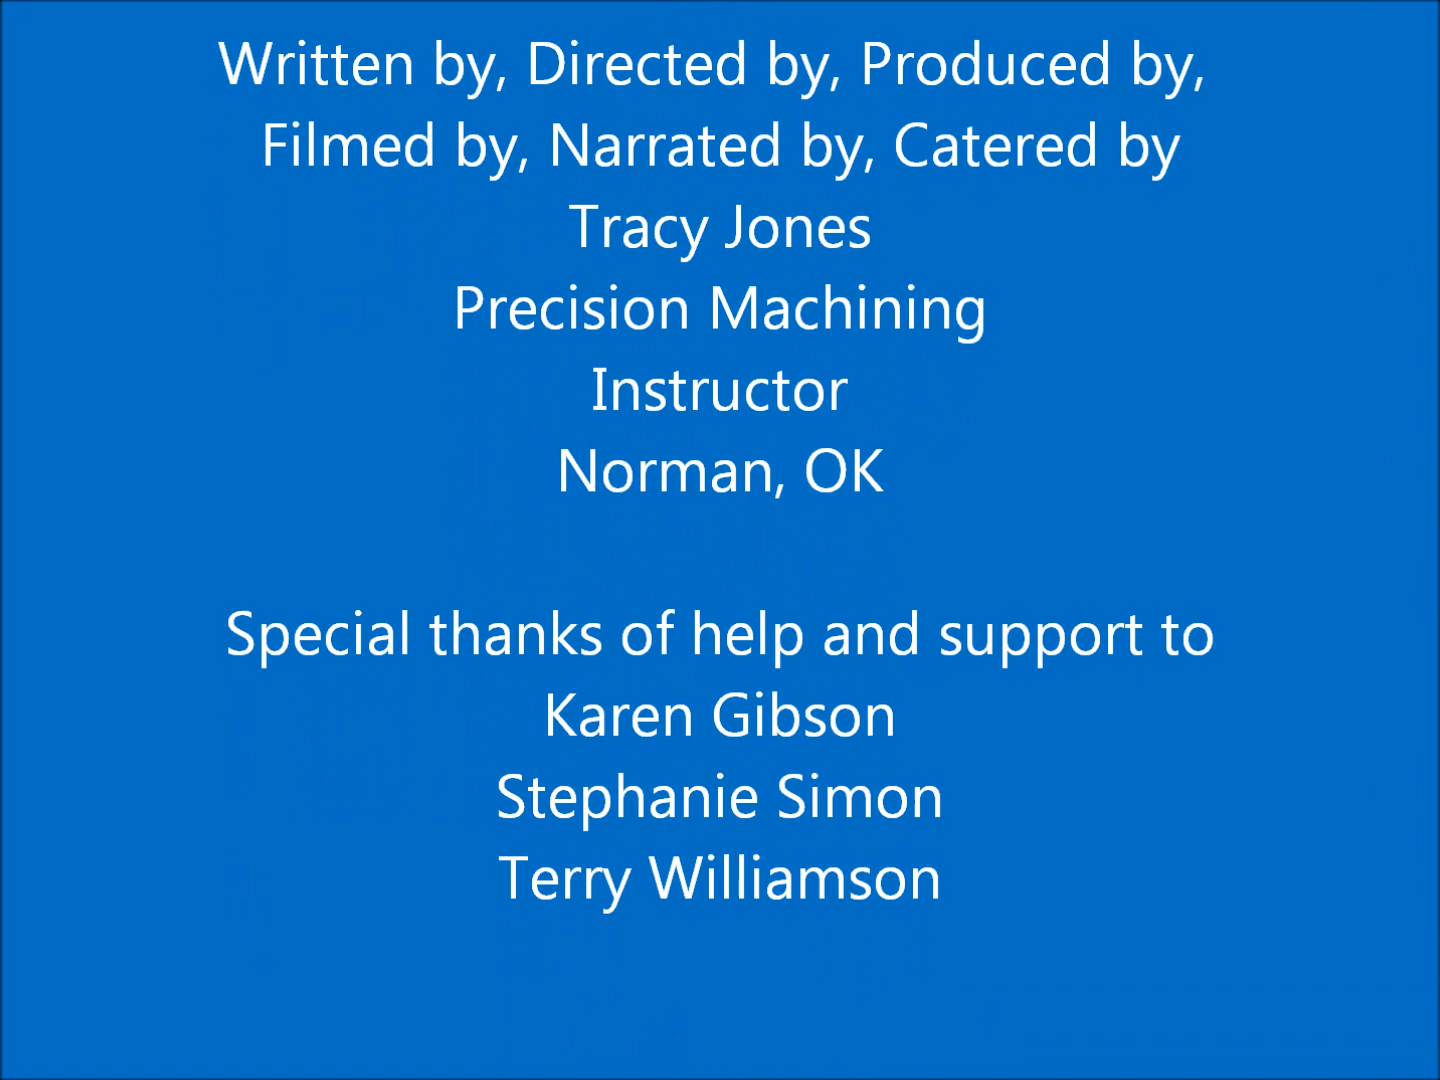 Written by, Directed by, Produced by,
Filmed by, Narrated by, Catered by
Tracy Jones
Precision Machining
Instructor
Norman, OK
Special thanks of help and support to
Karen Gibson
Stephanie Simon
Terry Williamson